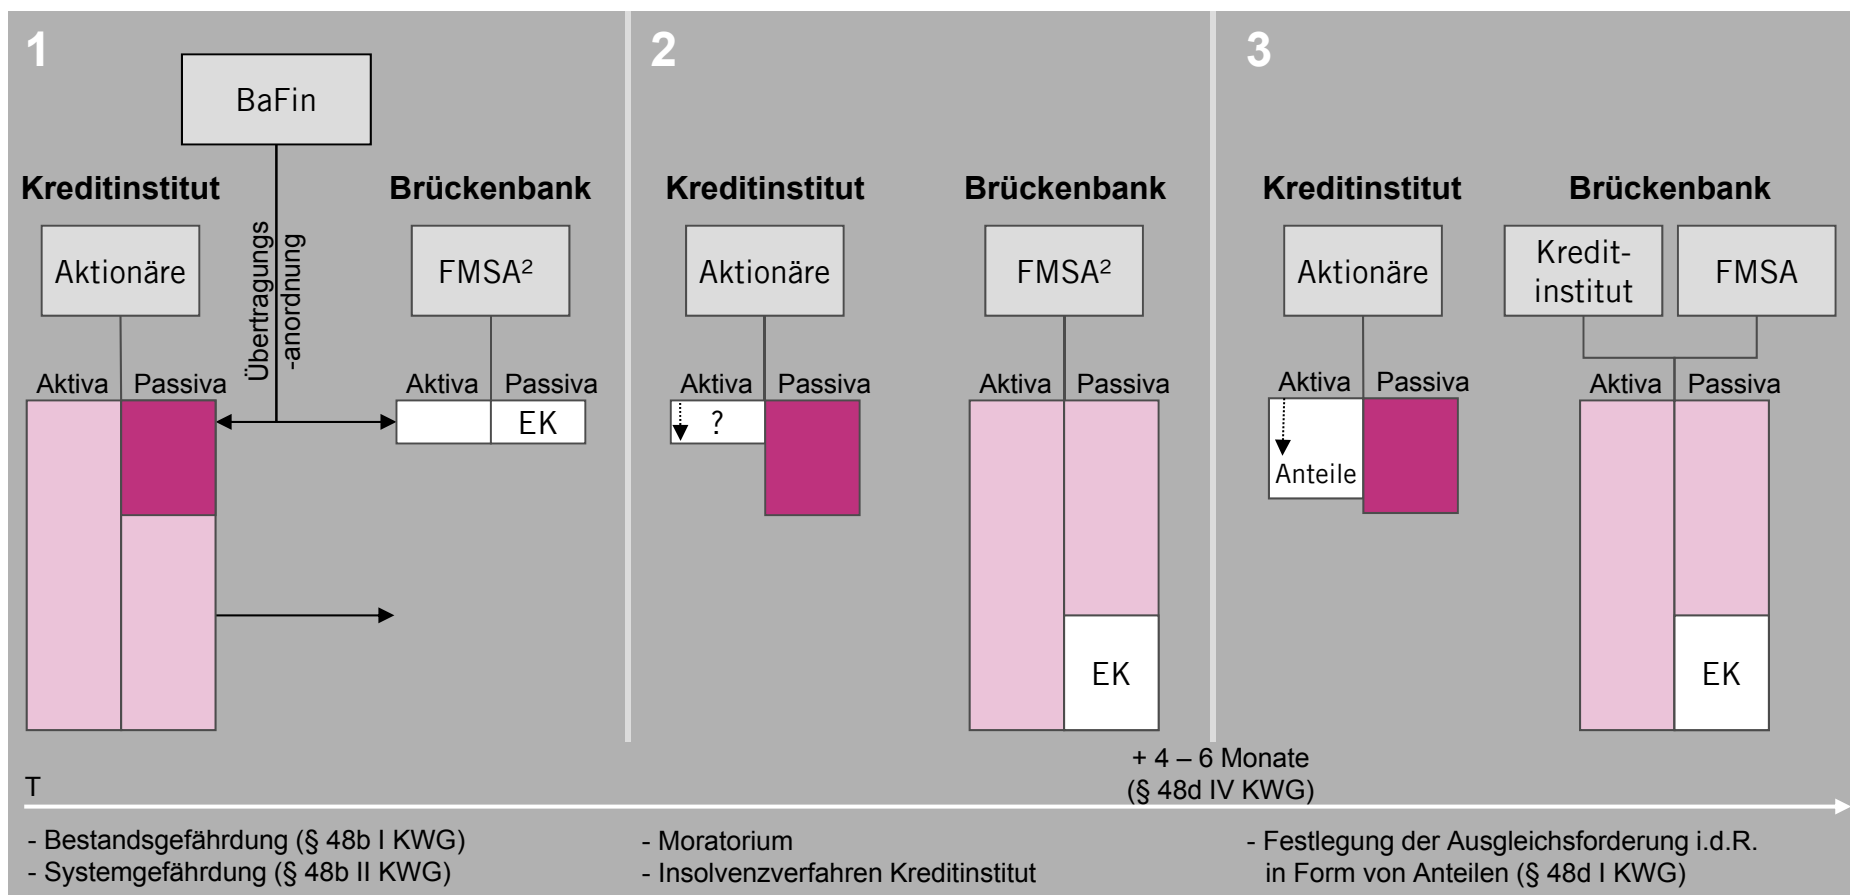 1
BaFin
Kreditinstitut
Brückenbank
Aktionäre
Übertragungs
-anordnung
FMSA²
Aktiva Passiva
Aktiva Passiva
EK
2
Kreditinstitut
Brückenbank
Aktionäre
FMSA²
Aktiva Passiva
Aktiva Passiva
?
EK
3
Kreditinstitut
Brückenbank
Aktionäre
Kredit-
institut
FMSA
Aktiva Passiva
Aktiva Passiva
Anteile
EK
+ 4 – 6 Monate
(§ 48d IV KWG)
T
- Bestandsgefährdung (§ 48b I KWG)
- Systemgefährdung (§ 48b II KWG)
- Moratorium
- Insolvenzverfahren Kreditinstitut
- Festlegung der Ausgleichsforderung i.d.R.
in Form von Anteilen (§ 48d I KWG)